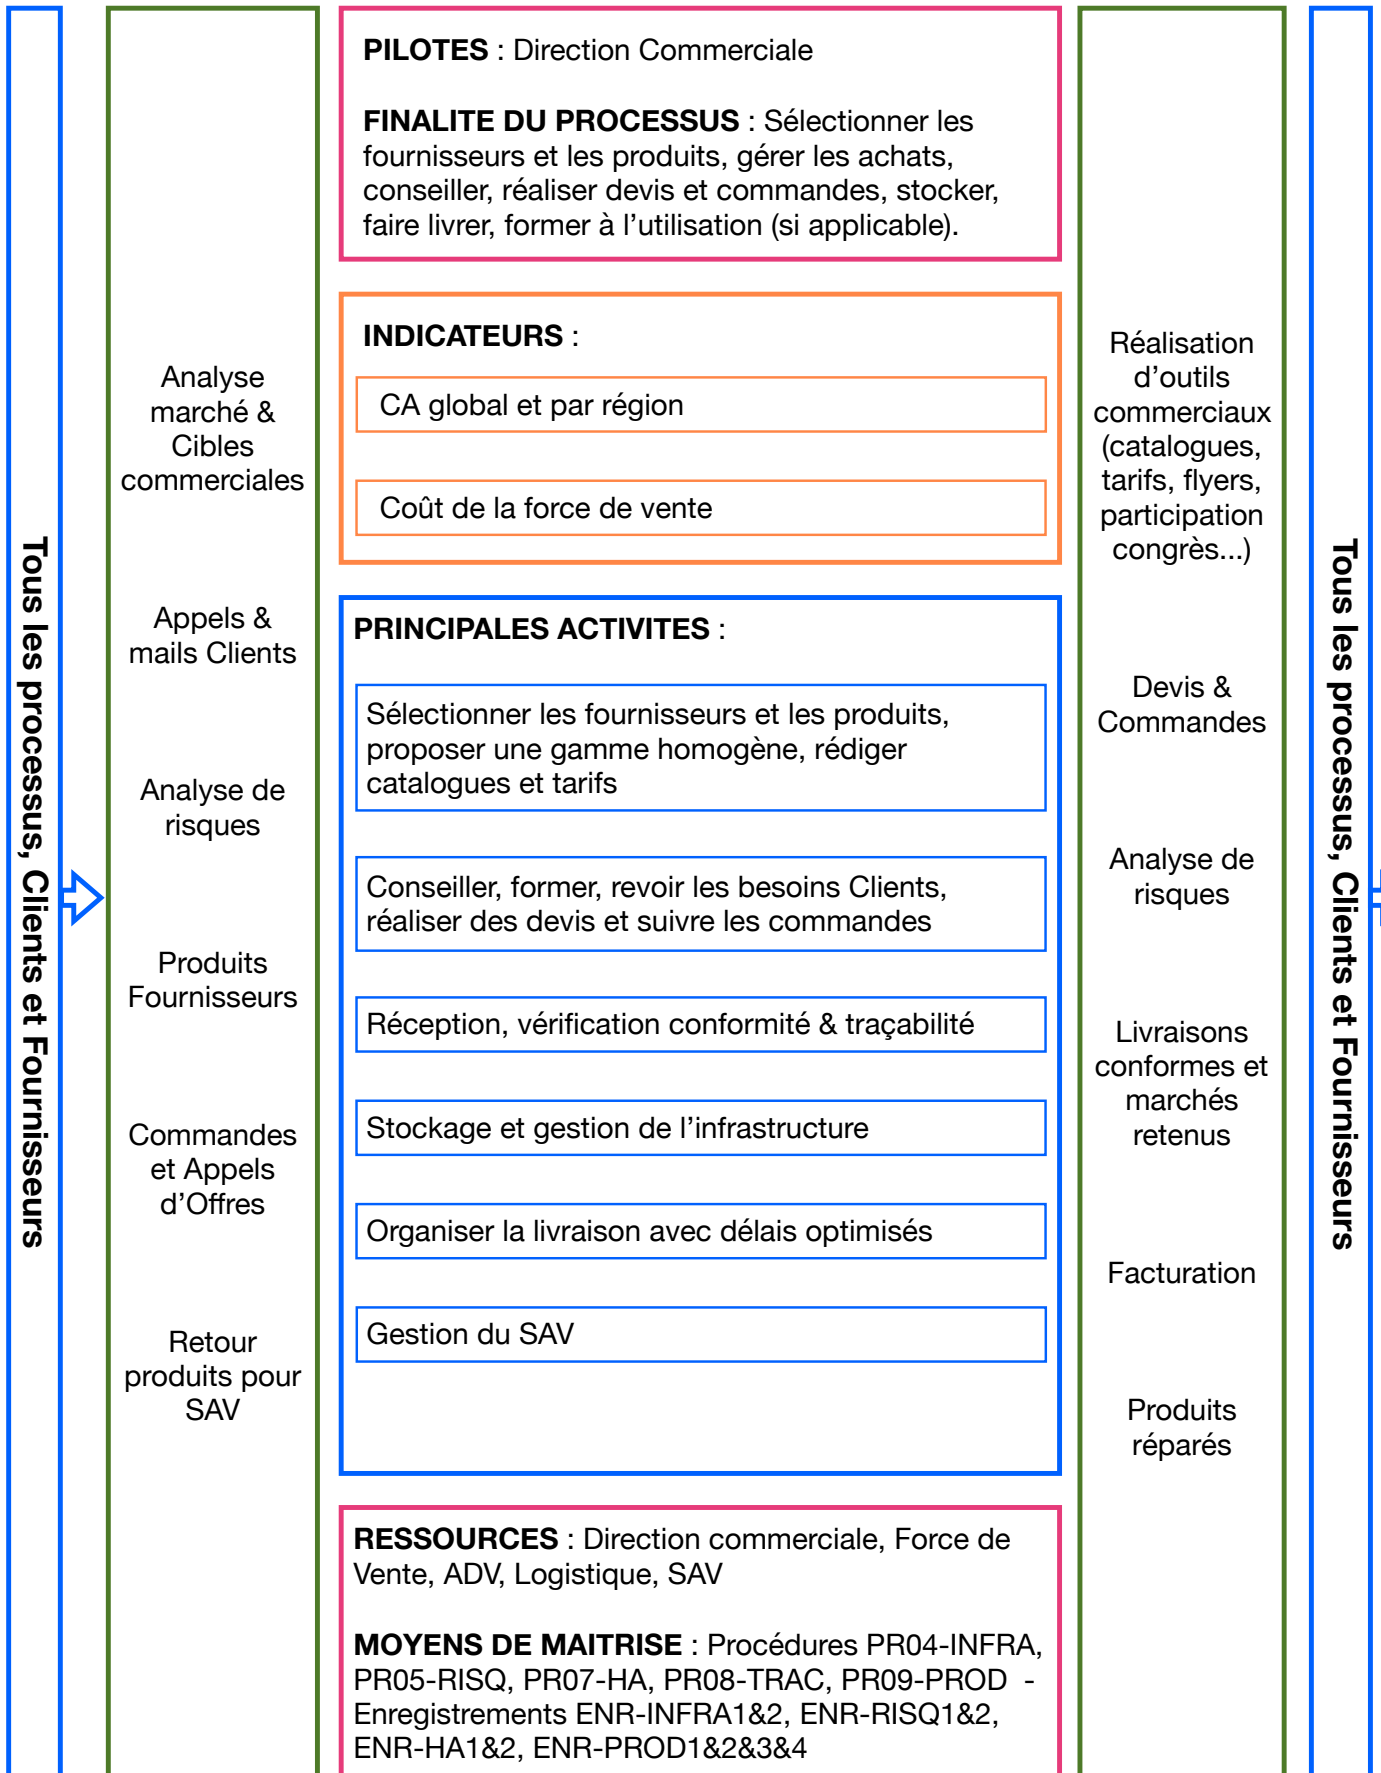 Tous les processus, Clients et Fournisseurs
Analyse
marché &
Cibles
commerciales
Appels &
mails Clients
Analyse de
risques
Produits
Fournisseurs
Commandes
et Appels
d’Offres
Retour
produits pour
SAV
PILOTES : Direction Commerciale
FINALITE DU PROCESSUS : Sélectionner les
fournisseurs et les produits, gérer les achats,
conseiller, réaliser devis et commandes, stocker,
faire livrer, former à l’utilisation (si applicable).
INDICATEURS :
CA global et par région
Coût de la force de vente
PRINCIPALES ACTIVITES :
Sélectionner les fournisseurs et les produits,
proposer une gamme homogène, rédiger
catalogues et tarifs
Conseiller, former, revoir les besoins Clients,
réaliser des devis et suivre les commandes
Réception, vérification conformité & traçabilité
Stockage et gestion de l’infrastructure
Organiser la livraison avec délais optimisés
Gestion du SAV
RESSOURCES : Direction commerciale, Force de
Vente, ADV, Logistique, SAV
MOYENS DE MAITRISE : Procédures PR04-INFRA,
PR05-RISQ, PR07-HA, PR08-TRAC, PR09-PROD -
Enregistrements ENR-INFRA1&2, ENR-RISQ1&2,
ENR-HA1&2, ENR-PROD1&2&3&4
Réalisation
d’outils
commerciaux
(catalogues,
tarifs, flyers,
participation
congrès...)
Devis &
Commandes
Analyse de
risques
Livraisons
conformes et
marchés
retenus
Facturation
Produits
réparés
Tous les processus, Clients et Fournisseurs